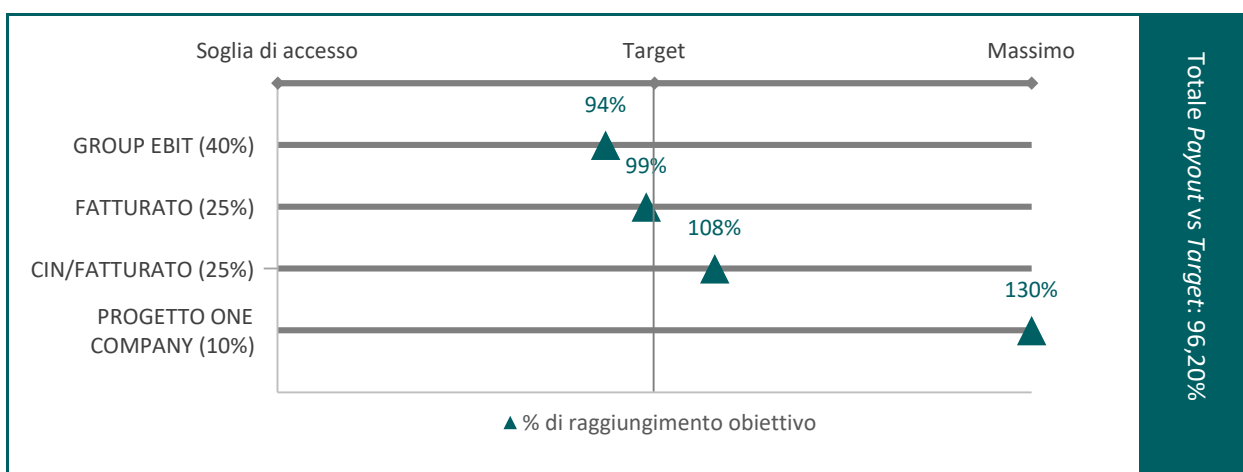 Soglia di accesso Target Massimo
94%
GROUP EBIT (40%)
99%
FATTURATO (25%)
108%
CIN/FATTURATO (25%)
130%
PROGETTO ONE
COMPANY (10%)
% di raggiungimento obiettivo
Totale Payout vs Target: 96,20%